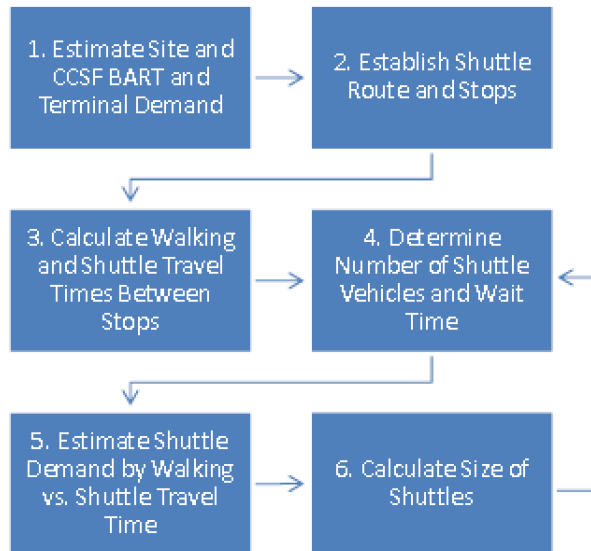 1. Estimate Site and
CCSF BART and
Terminal Demand
2. Establish Shuttle
Route and Stops
3. Calculate Walking
and Shuttle Travel
Times Between
Stops
4. Determine
Number of Shuttle
Vehicles and Wait
Time
5. Estimate Shuttle
Demand by Walking
vs. Shuttle Travel
Time
6. Calculate Size of
Shuttles